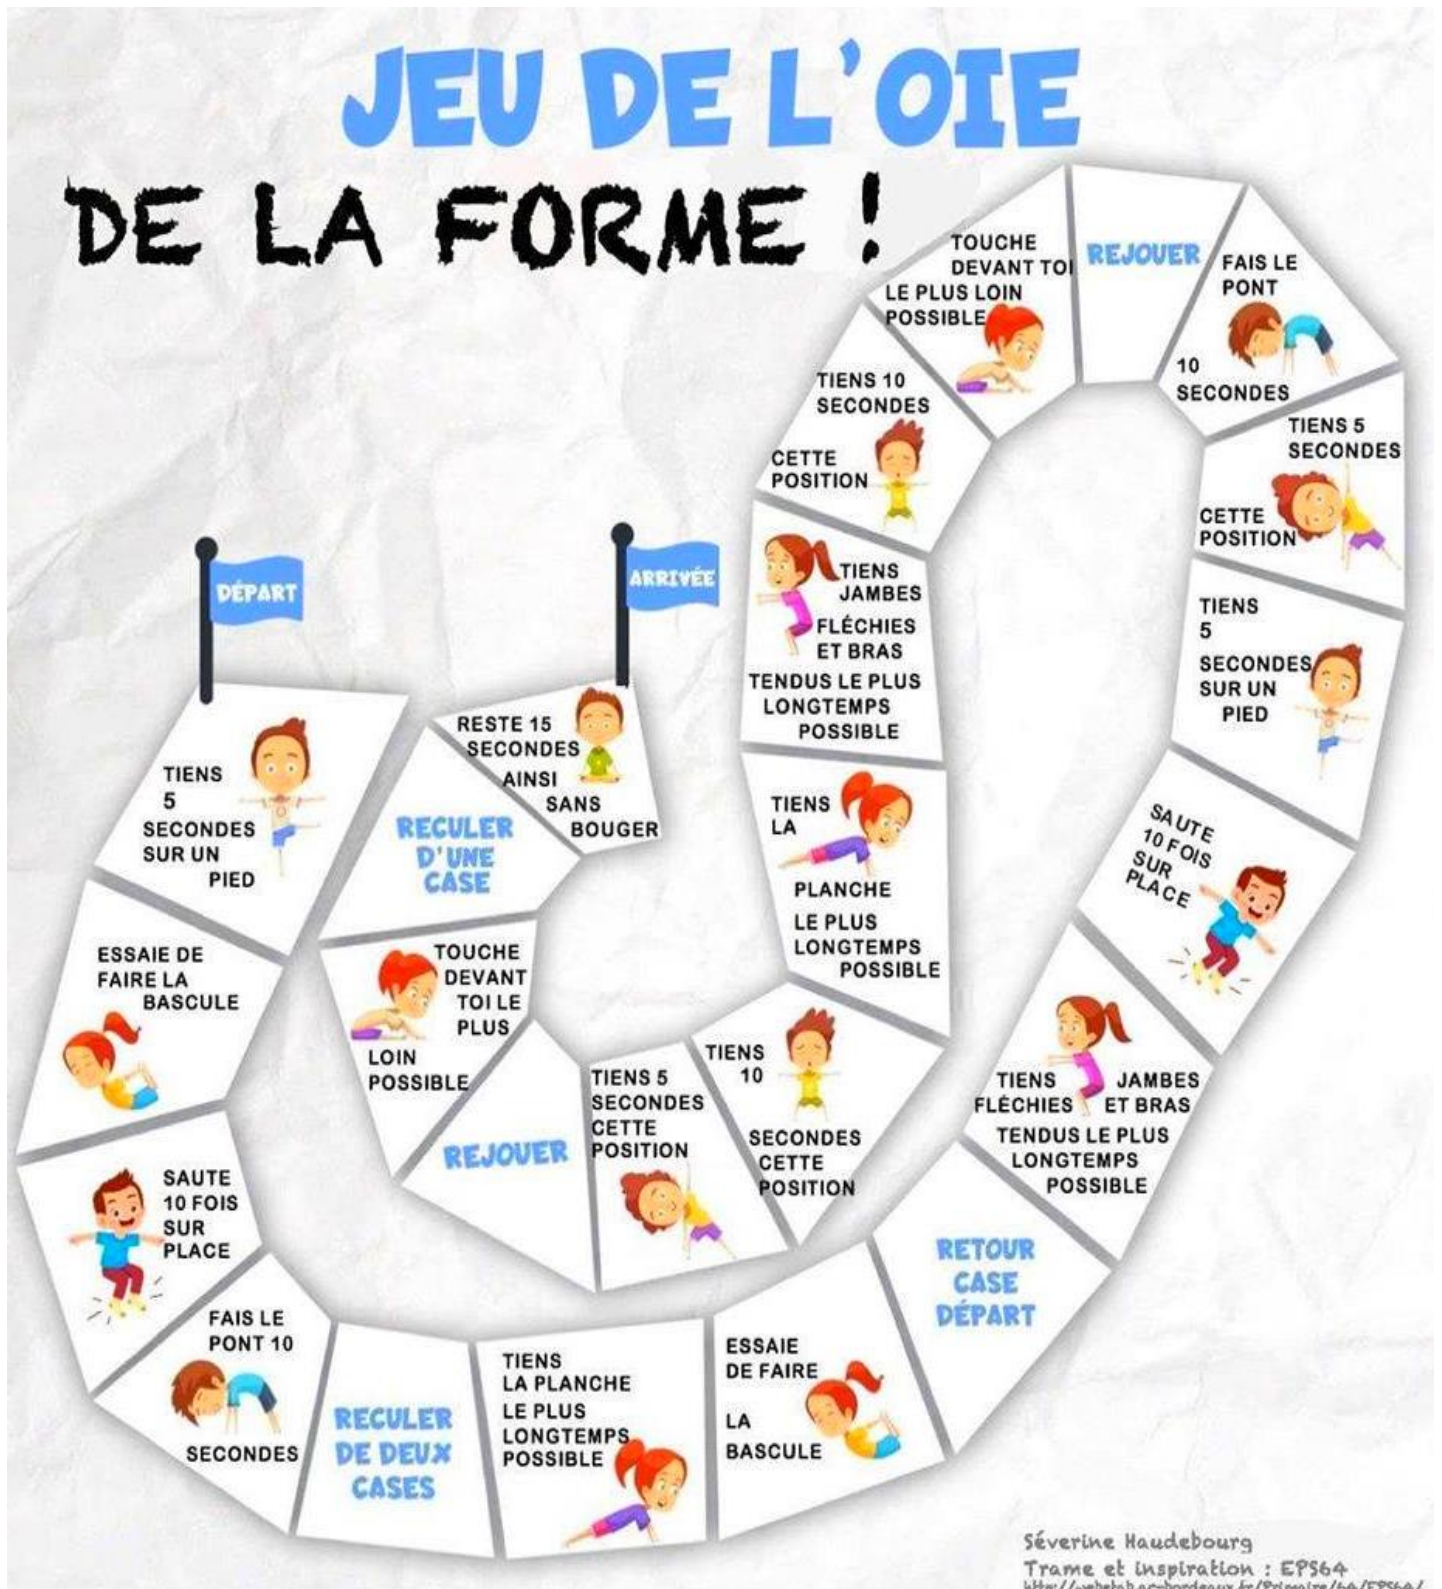 JEU DE L'OIE
DE LA FORME !
DÉPART
TIENS
5
SECONDES
SUR UN
PIED
ESSAIE DE
FAIRE LA
BASCULE
SAUTE
10 FOIS
SUR
PLACE
FAIS LE
PONT 10
SECONDES
RECULER
DE DEUX
CASES
TIENS
LA PLANCHE
LE PLUS
LONGTEMPS
POSSIBLE
ESSAIE
DE FAIRE
LA
BASCULE
RETOUR
CASE
DÉPART
TIENS JAMBES
FLÉCHIES ET BRAS
TENDUS LE PLUS
LONGTEMPS
POSSIBLE
SAUTE
10 FOIS
SUR
PLACE
TIENS
5
SECONDES
SUR UN
PIED
TIENS 5
SECONDES
CETTE
POSITION
FAIS LE
PONT
10
SECONDES
REJOUER
TOUCHE
DEVANT TOI
LE PLUS LOIN
POSSIBLE
TIENS 10
SECONDES
CETTE
POSITION
TIENS
JAMBES
FLÉCHIES
ET BRAS
TENDUS LE PLUS
LONGTEMPS
POSSIBLE
TIENS
LA
PLANCHE
LE PLUS
LONGTEMPS
POSSIBLE
TIENS
10
SECONDES
CETTE
POSITION
TIENS 5
SECONDES
CETTE
POSITION
REJOUER
TOUCHE
DEVANT
TOI LE
PLUS
LOIN
POSSIBLE
RECULER
D'UNE
CASE
RESTE 15
SECONDES
AINSI
SANS
BOUGER
ARRIVÉE
Séverine Haudebourg
Trame et inspiration : EPS64